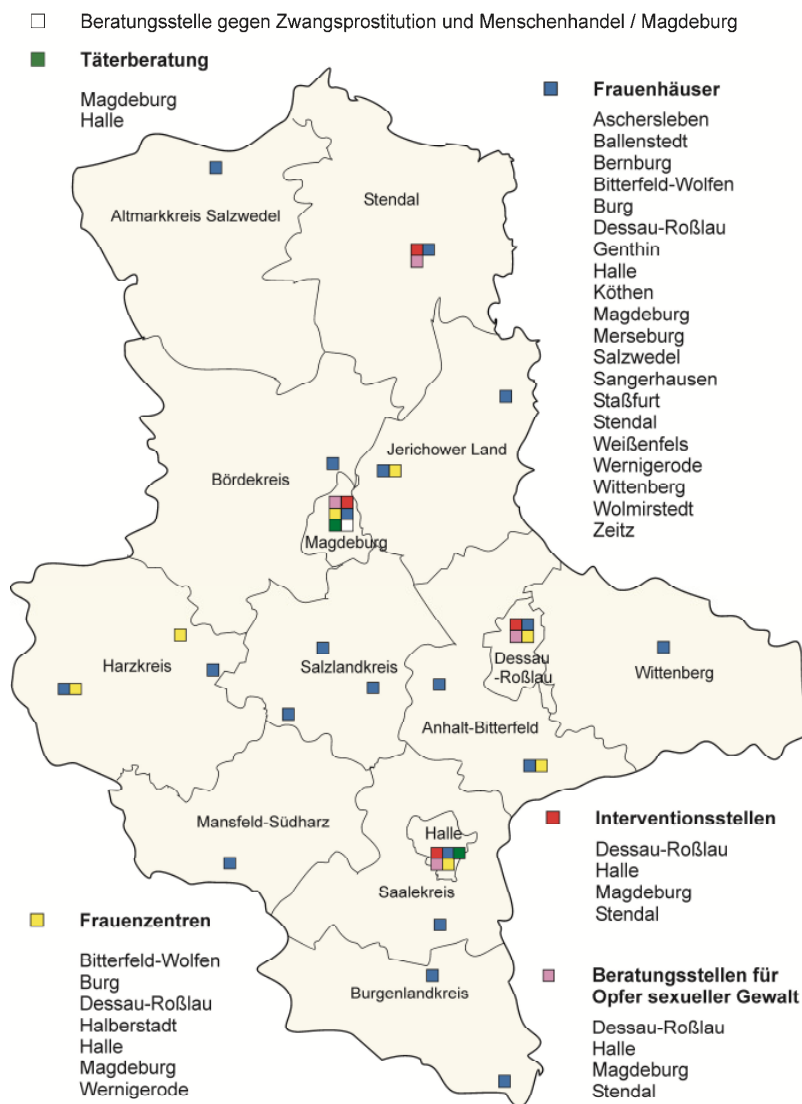 Beratungsstelle gegen Zwangsprostitution und Menschenhandel / Magdeburg
Täterberatung
Magdeburg
Halle
Frauenhäuser
Aschersleben
Ballenstedt
Bernburg
Bitterfeld-Wolfen
Burg
Dessau-Roßlau
Genthin
Halle
Köthen
Magdeburg
Merseburg
Salzwedel
Sangerhausen
Staßfurt
Stendal
Weißenfels
Wernigerode
Wittenberg
Wolmirstedt
Zeitz
Altmarkkreis Salzwedel
Stendal
Jerichower Land
Bördekreis
Magdeburg
Harzkreis
Salzlandkreis
Dessau
-Roßlau
Wittenberg
Anhalt-Bitterfeld
Mansfeld-Südharz
Halle
Saalekreis
Burgenlandkreis
Interventionsstellen
Dessau-Roßlau
Halle
Magdeburg
Stendal
Frauenzentren
Bitterfeld-Wolfen
Burg
Dessau-Roßlau
Halberstadt
Halle
Magdeburg
Wernigerode
Beratungsstellen für
Opfer sexueller Gewalt
Dessau-Roßlau
Halle
Magdeburg
Stendal